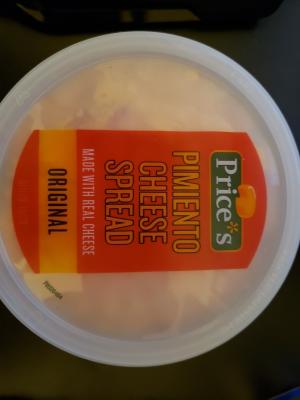 Price's
PIMIENTO
CHEESE
SPREAD
MADE WITH REAL CHEESE
ORIGINAL